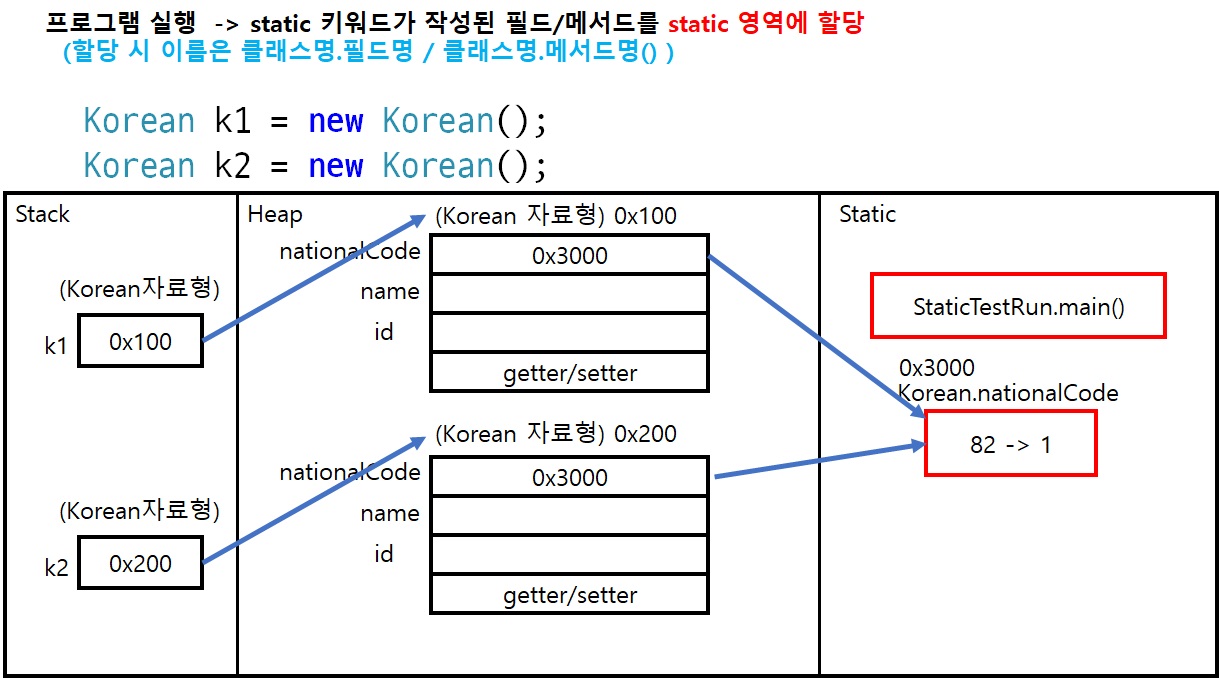 프로그램 실행 -> static 키워드가 작성된 필드/메서드를 static 영역에 할당
(할당 시 이름은 클래스명.필드명 / 클래스명.메서드명() )
Korean k1 = new Korean();
Korean k2 = new Korean();
Stack
(Korean자료형)
k1
0x100
(Korean자료형)
k2
0x200
Heap
(Korean 자료형) 0x100
nationalCode
0x3000
name
id
getter/setter
(Korean 자료형) 0x200
nationalCode
0x3000
name
id
getter/setter
Static
StaticTestRun.main()
0x3000
Korean.nationalCode
82 -> 1